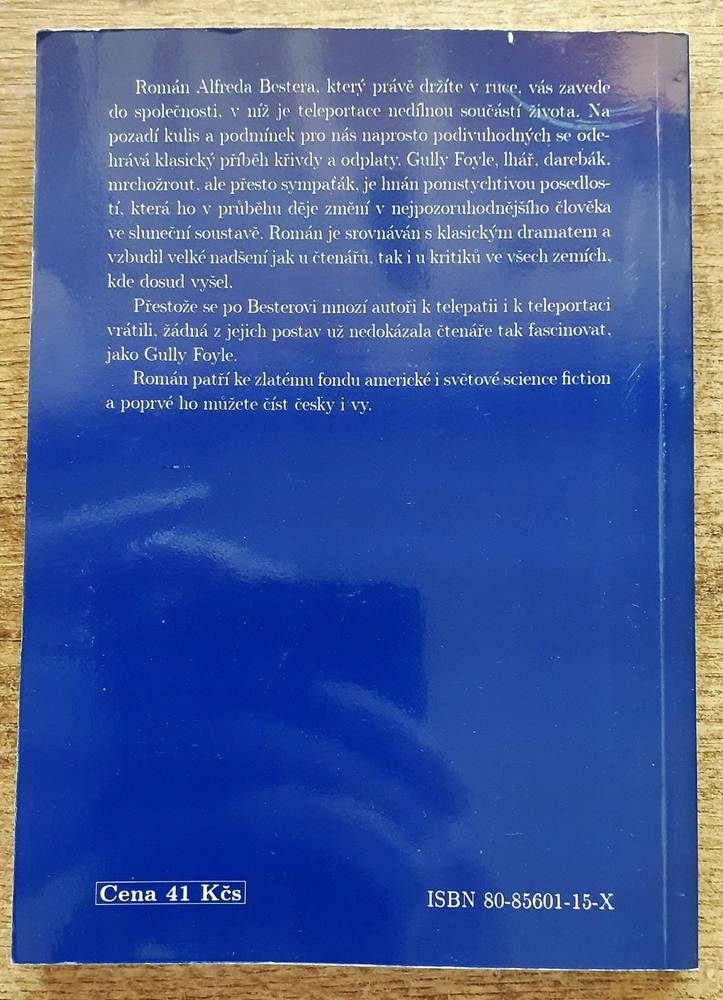 Román Alfreda Bestera, který právě držíte v ruce, vás zavede
do společnosti, v níž je teleportace nedílnou součástí života. Na
pozadí kulis a podmínek pro nás naprosto podivuhodných se ode-
hrává klasický příběh křivdy a odplaty. Gully Foyle, lhář, darebák,
mrchožrout, ale přesto sympaťák, je hnán pomstychtivou posedlos-
tí, která ho v průběhu děje změní v nejpozoruhodnějšího člověka
ve sluneční soustavě. Román je srovnáván s klasickým dramatem a
vzbudil velké nadšení jak u čtenářů, tak i u kritiků ve všech zemích,
kde dosud vyšel.
Přestože se po Besterovi mnozí autoři k telepatii i k teleportaci
vrátili, žádná z jejich postav už nedokázala čtenáře tak fascinovat,
jako Gully Foyle.
Román patří ke zlatému fondu americké i světové science fiction
a poprvé ho můžete číst česky i vy.
Cena 41 Kčs
ISBN 80-85601-15-X